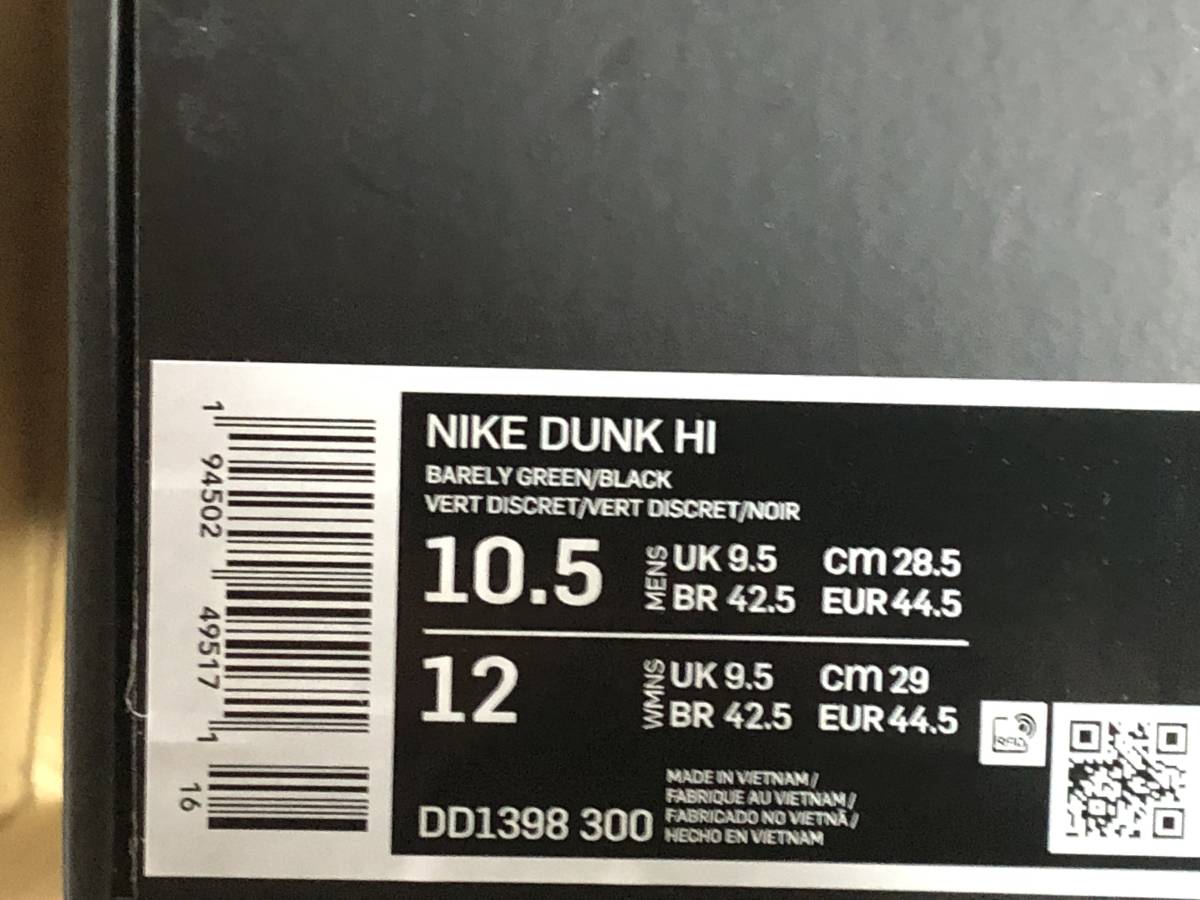 NIKE DUNK HI
BARELY GREEN/BLACK
VERT DISCRET/VERT DISCRET/NOIR
10.5
MENS
UK 9.5 cm 28.5
BR 42.5 EUR 44.5
12
WMNS
UK 9.5 cm 29
BR 42.5 EUR 44.5
DD1398 300
MADE IN VIETNAM/
FABRIQUE AU VIETNAM/
FABRICADO NO VIETNÃ/
HECHO EN VIETNAM
RFID
1 94502 49517 1
16